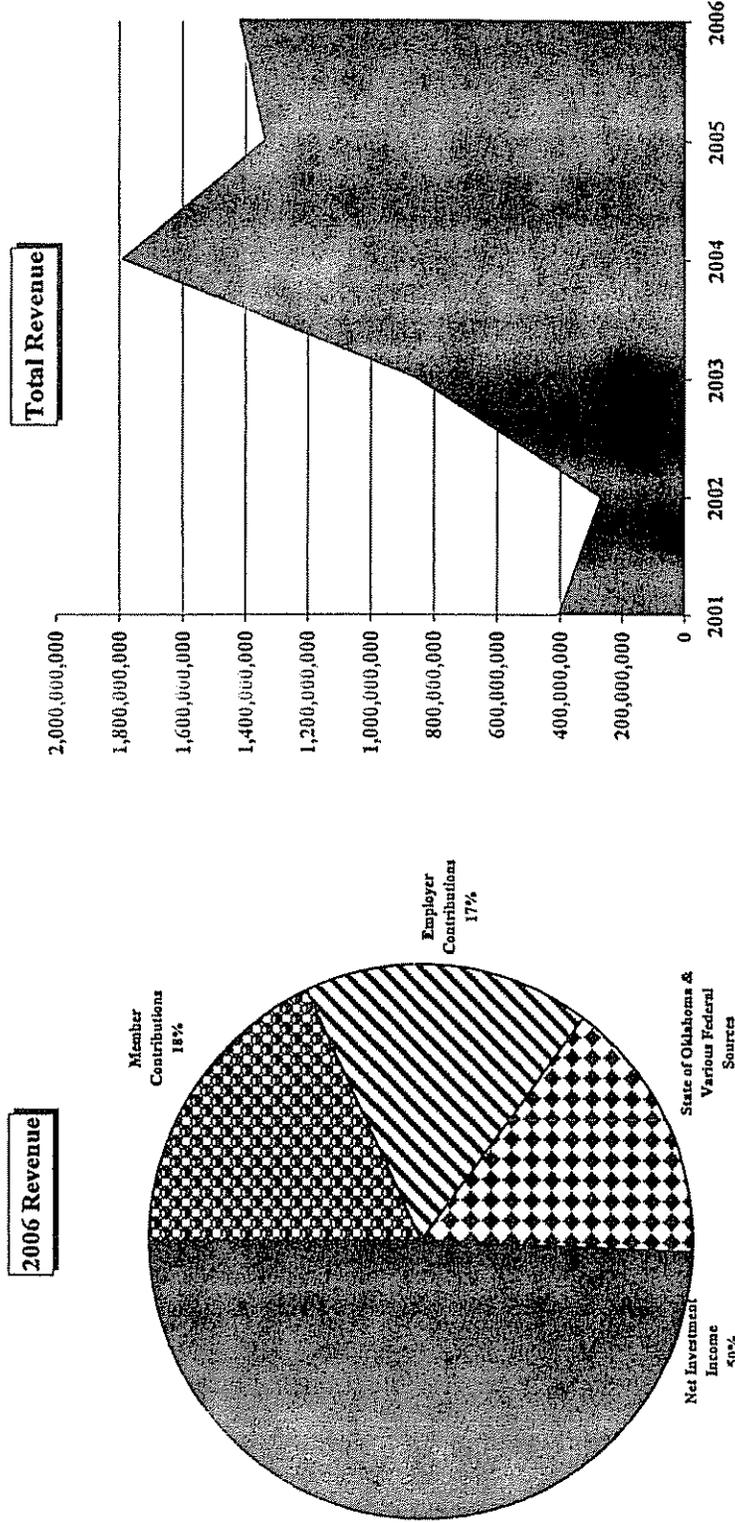 2006 Revenue
Member
Contributions
18%
Employer
Contributions
17%
State of Oklahoma &
Various Federal
Sources
Net Investment
Income
50%
Total Revenue
2,000,000,000
1,800,000,000
1,600,000,000
1,400,000,000
1,200,000,000
1,000,000,000
800,000,000
600,000,000
400,000,000
200,000,000
0
2001
2002
2003
2004
2005
2006